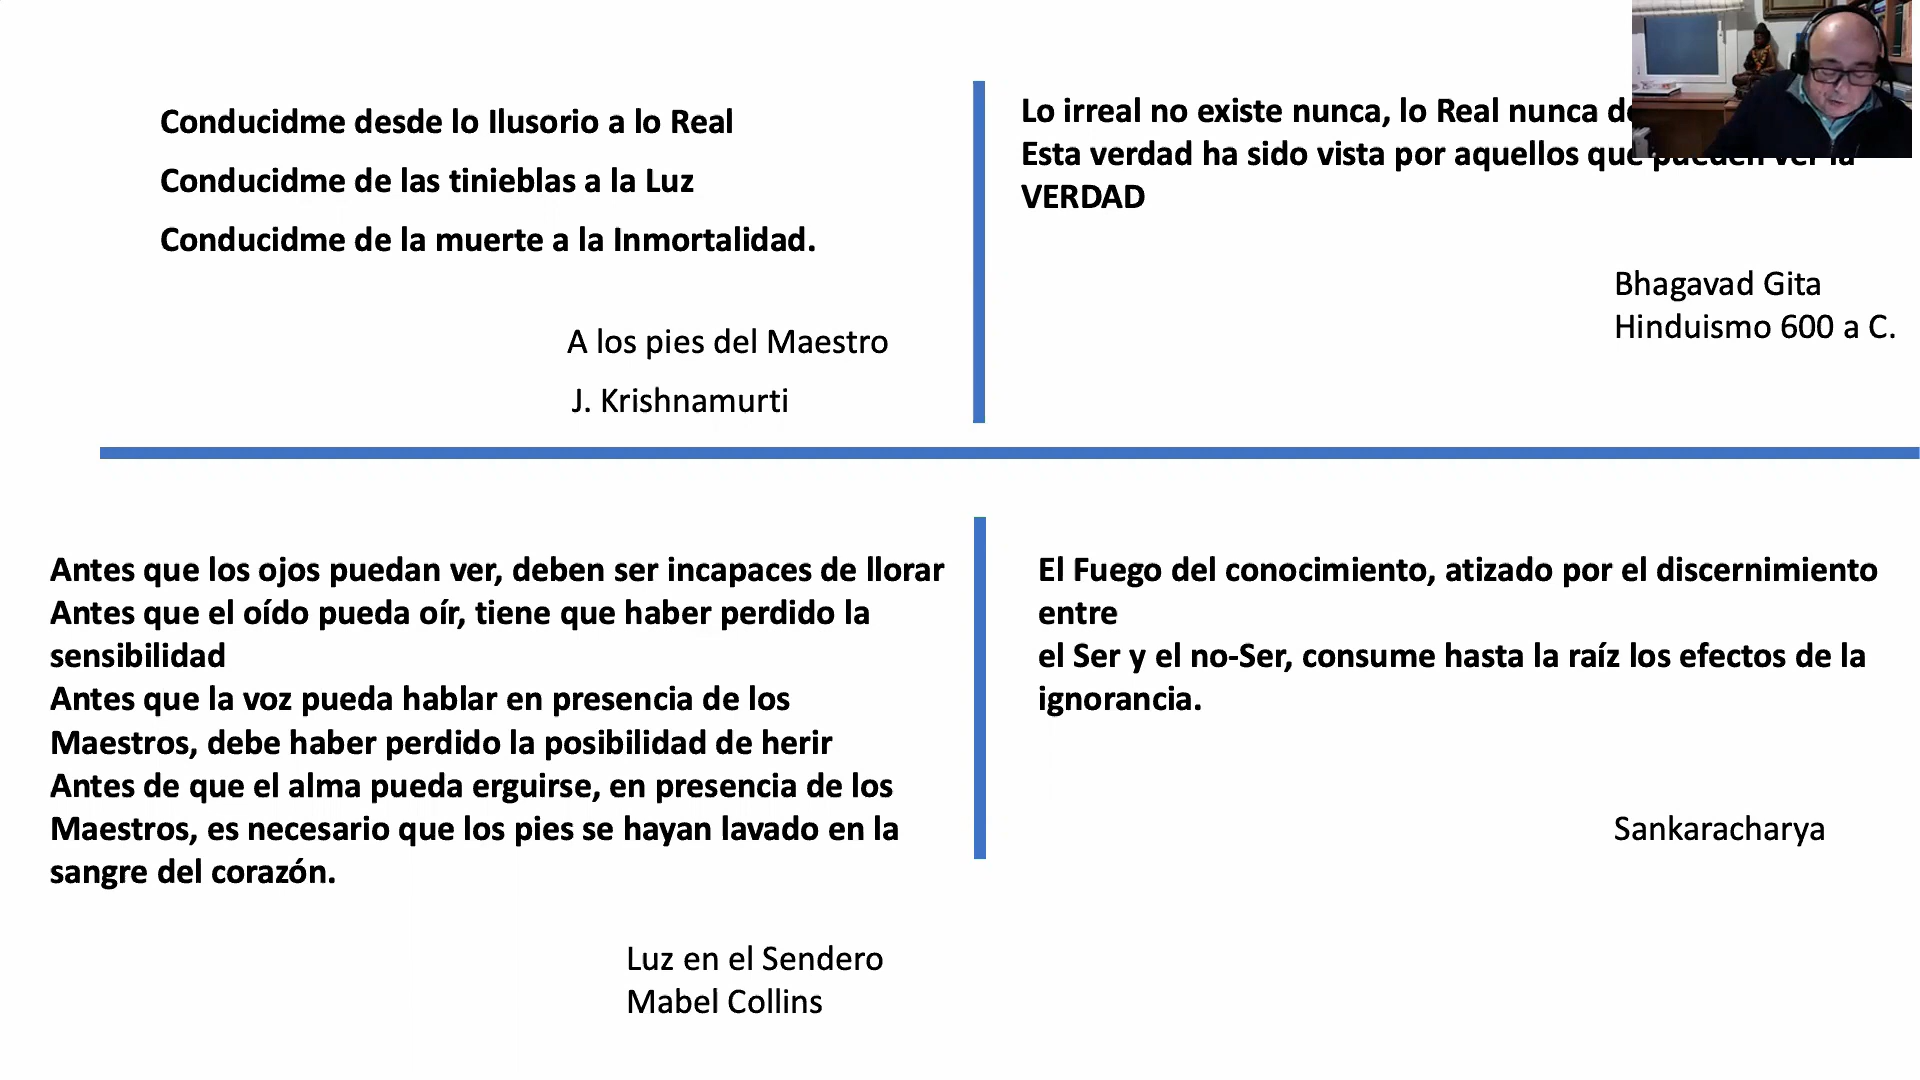 Conducidme desde lo Ilusorio a lo Real
Conducidme de las tinieblas a la Luz
Conducidme de la muerte a la Inmortalidad.
A los pies del Maestro
J. Krishnamurti
Lo irreal no existe nunca, lo Real nunca
Esta verdad ha sido vista por aquellos que pueden ver la
VERDAD
Bhagavad Gita
Hinduismo 600 a C.
Antes que los ojos puedan ver, deben ser incapaces de llorar
Antes que el oído pueda oír, tiene que haber perdido la
sensibilidad
Antes que la voz pueda hablar en presencia de los
Maestros, debe haber perdido la posibilidad de herir
Antes de que el alma pueda erguirse, en presencia de los
Maestros, es necesario que los pies se hayan lavado en la
sangre del corazón.
Luz en el Sendero
Mabel Collins
El Fuego del conocimiento, atizado por el discernimiento
entre
el Ser y el no-Ser, consume hasta la raíz los efectos de la
ignorancia.
Sankaracharya